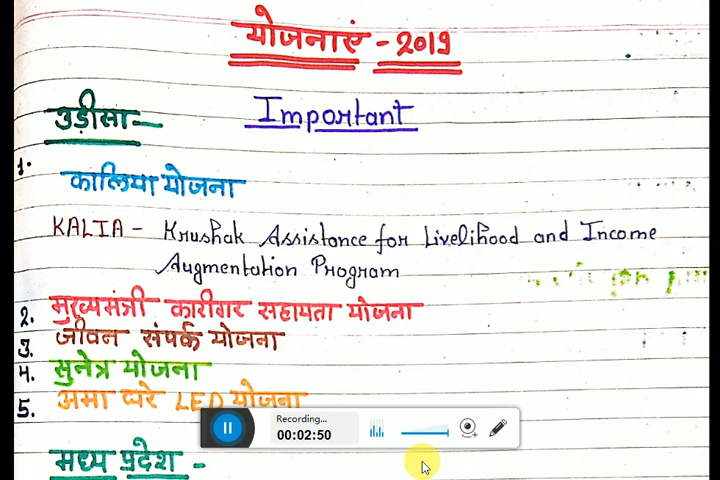 योजनाएं - 2019
Important
उड़ीसा —
1.
कालिया योजना
KALIA - Krushak Assistance for Livelihood and Income
Augmentation Program
2. मुख्यमंत्री कारीगर सहायता योजना
3. जीवन संपर्क योजना
4. सुनेत्र योजना
5. अमा घरे LED योजना
Recording...
00:02:50
मध्य प्रदेश -